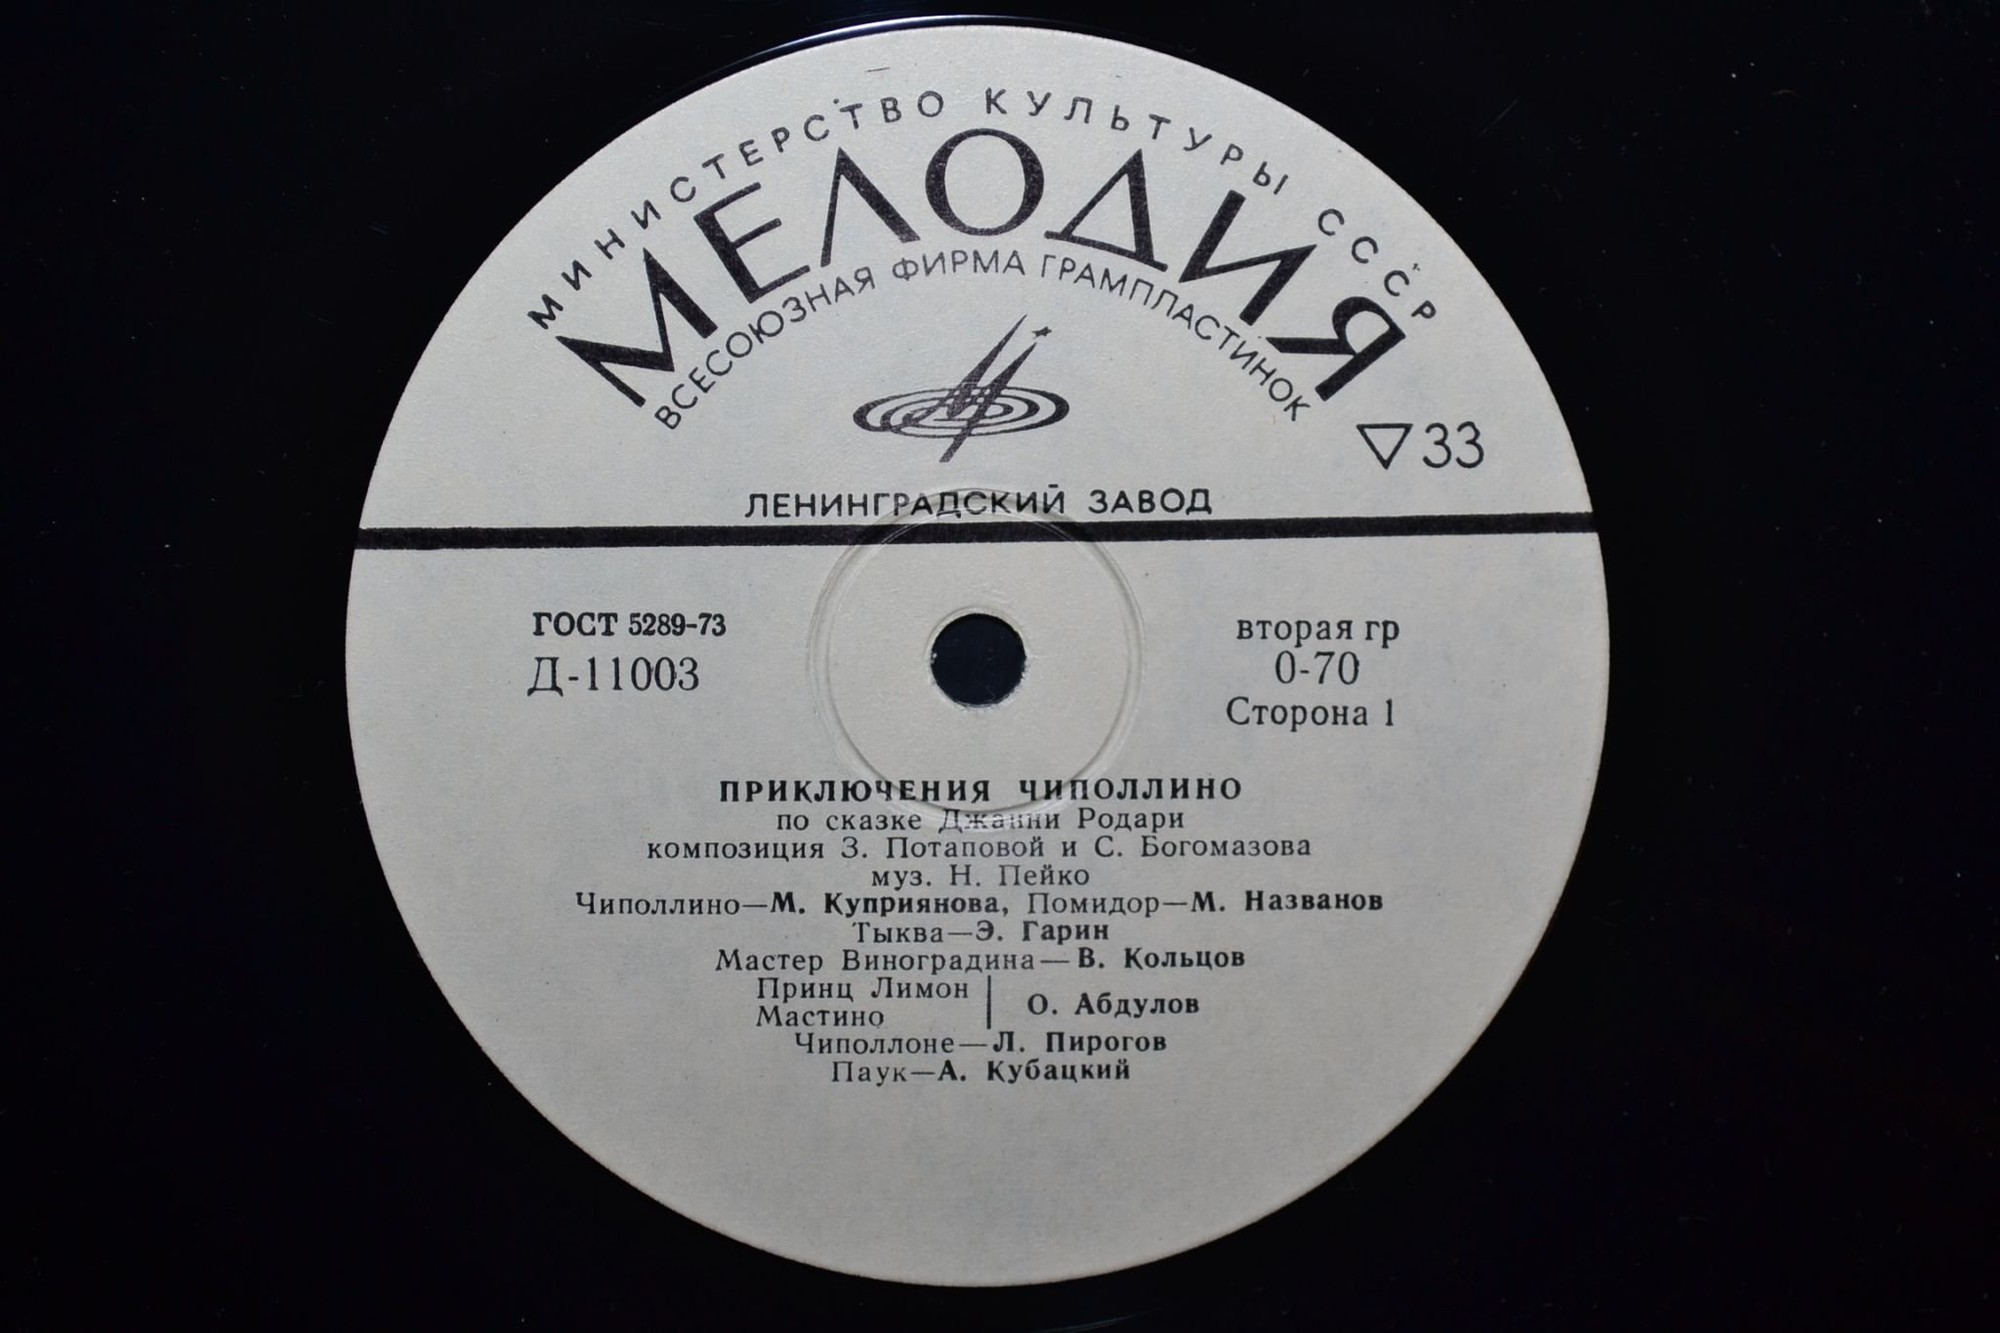 МИНИСТЕРСТВО КУЛЬТУРЫ СССР
МЕЛОДИЯ
ВСЕСОЮЗНАЯ ФИРМА ГРАМПЛАСТИНОК
33
ЛЕНИНГРАДСКИЙ ЗАВОД
ГОСТ 5289-73
Д-11003
вторая гр
0-70
Сторона 1
ПРИКЛЮЧЕНИЯ ЧИПОЛЛИНО
по сказке Джанни Родари
композиция З. Потаповой и С. Богомазова
муз. Н. Пейко
Чиполлино—М. Куприянова, Помидор—М. Названов
Тыква—Э. Гарин
Мастер Виноградина—В. Кольцов
Принц Лимон
Мастино
О. Абдулов
Чиполлоне—Л. Пирогов
Паук—А. Кубацкий